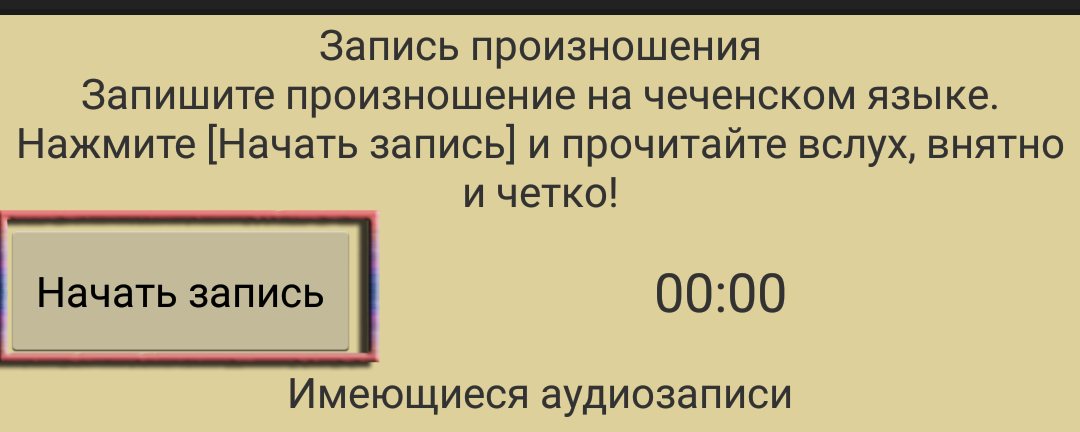 Запись произношения
Запишите произношение на чеченском языке.
Нажмите [Начать запись] и прочитайте вслух, внятно
и четко!
Начать запись
00:00
Имеющиеся аудиозаписи